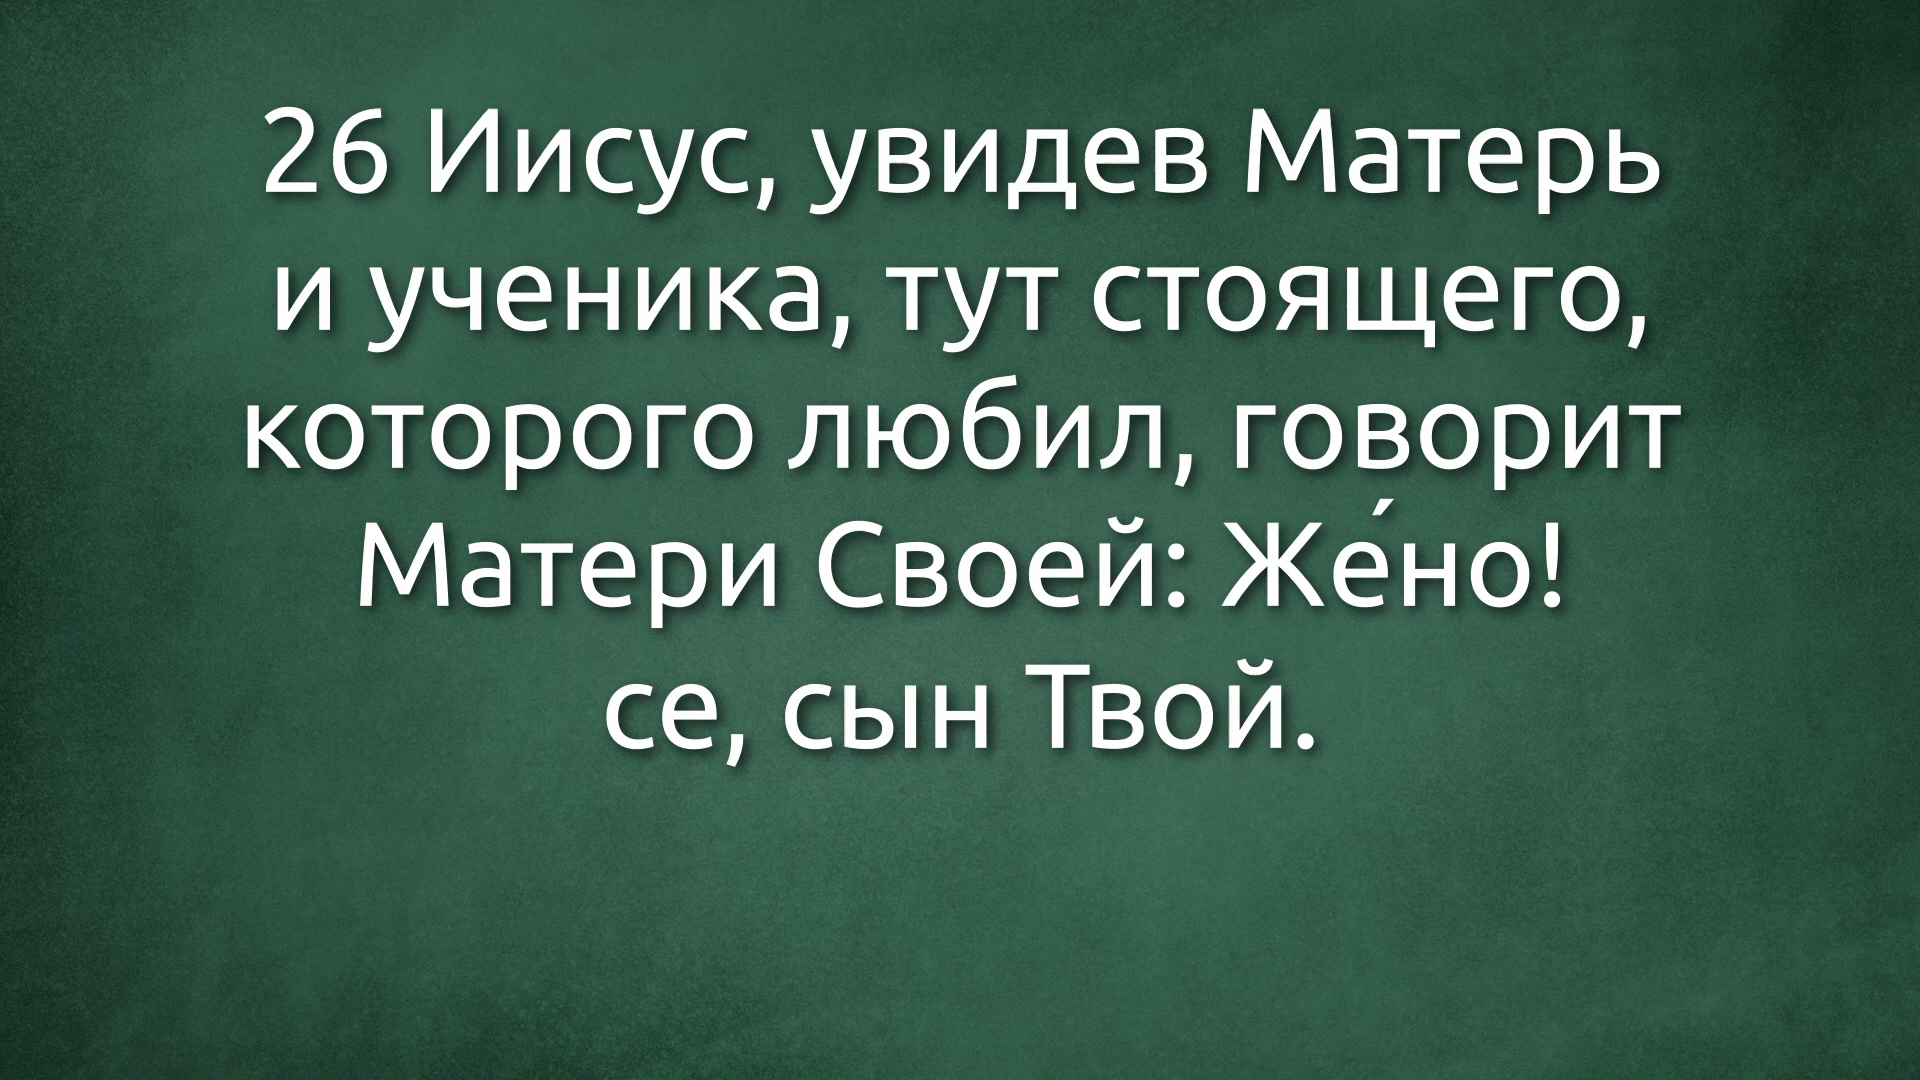 26 Иисус, увидев Матерь
и ученика, тут стоящего,
которого любил, говорит
Матери Своей: Же́но!
се, сын Твой.